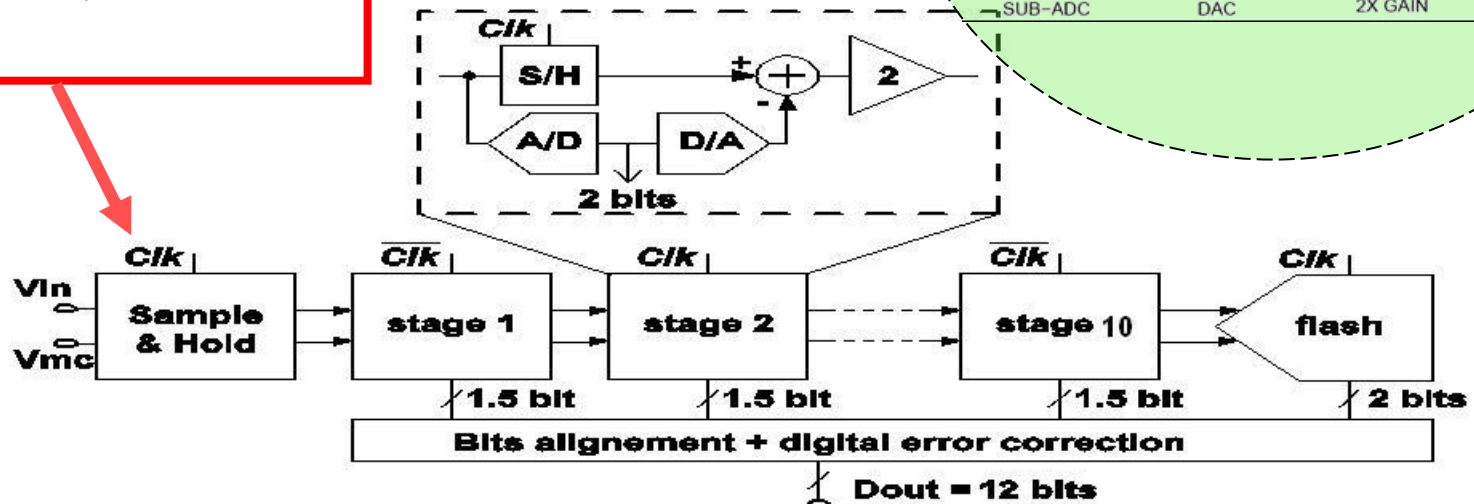 SUB-ADC DAC 2X GAIN
Clk
S/H + + 2
-
A/D D/A
2 bits
Clk Clk Clk Clk Clk
Vin
Sample & Hold stage 1 stage 2 stage 10 flash
Vmc
1.5 bit 1.5 bit 1.5 bit 2 bits
Bits alignement + digital error correction
Dout = 12 bits